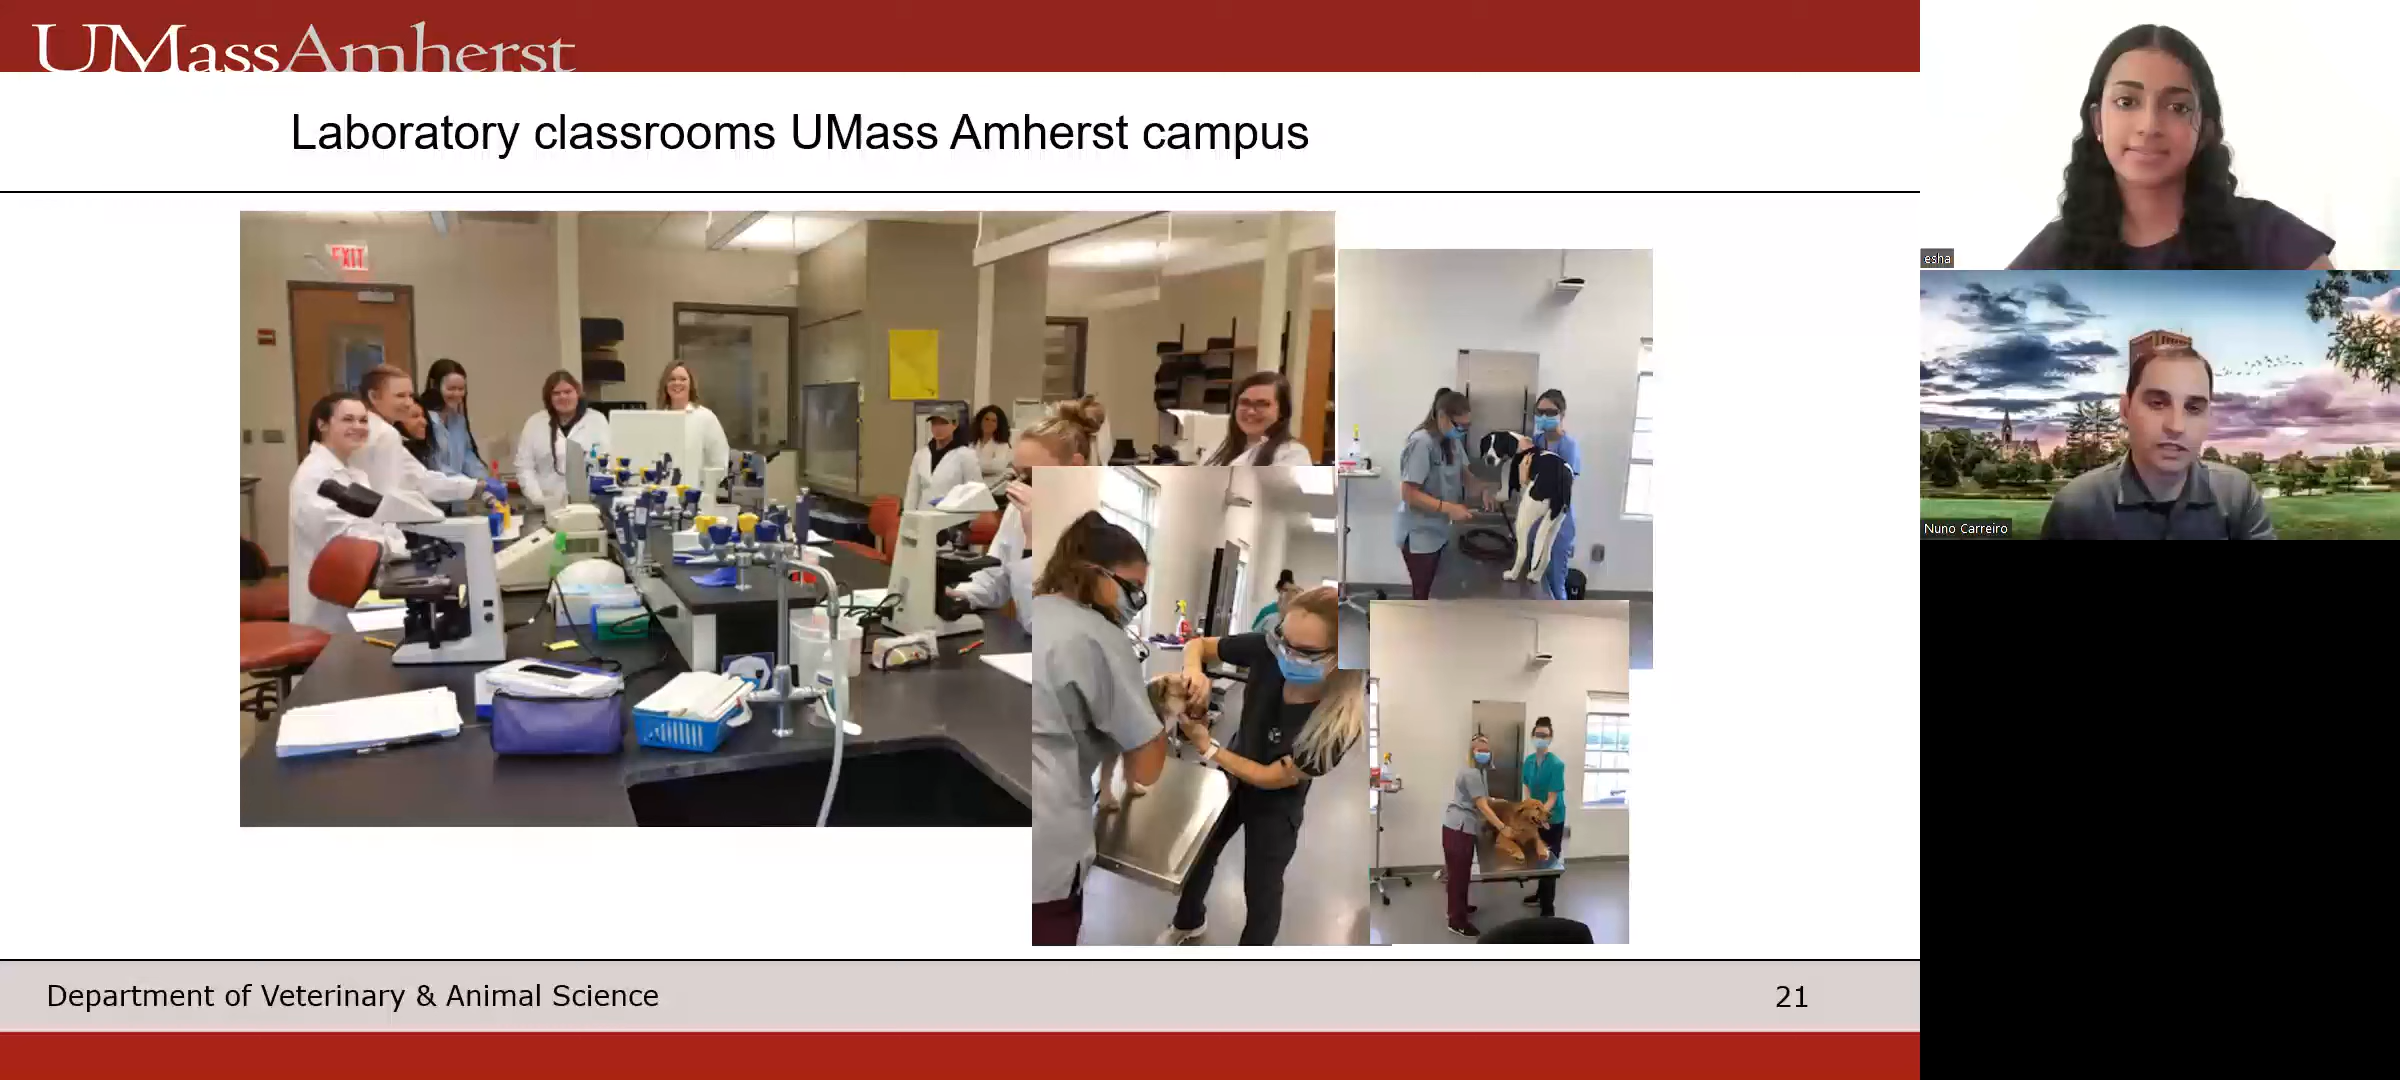 UMassAmherst
Laboratory classrooms UMass Amherst campus
EXIT
esha
Nuno Carreiro
Department of Veterinary & Animal Science
21